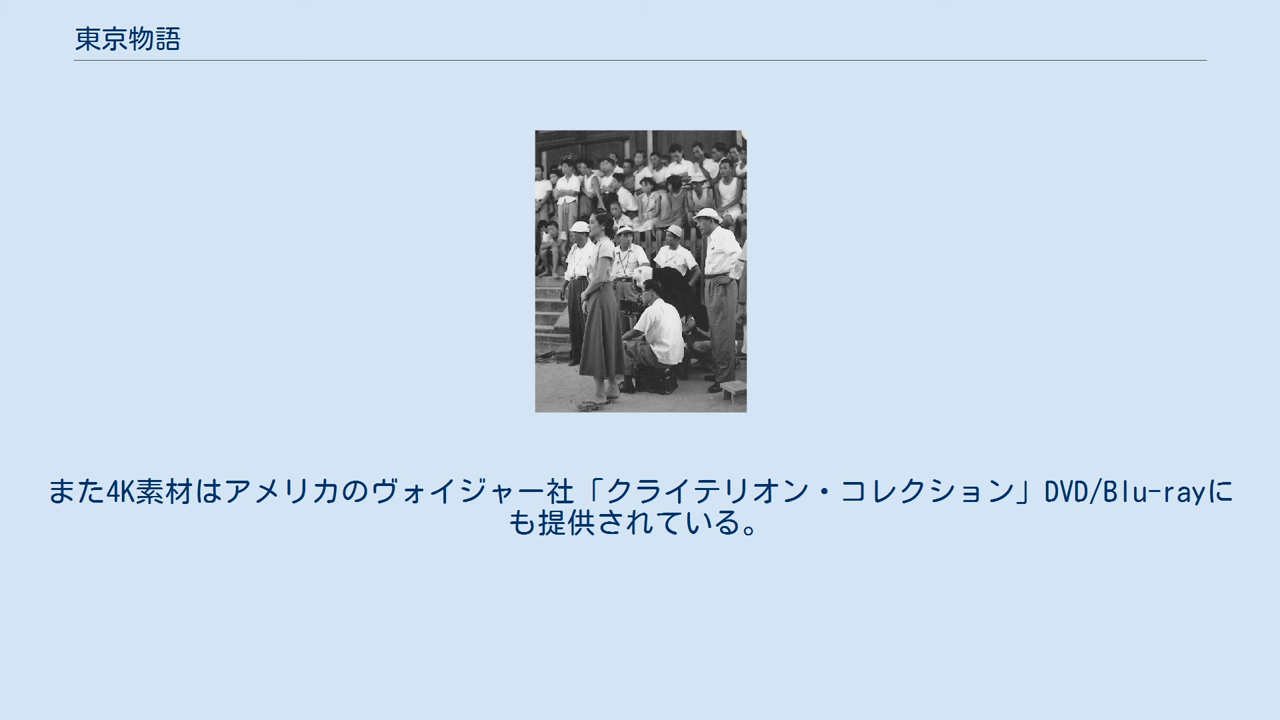 東京物語
また4K素材はアメリカのヴォイジャー社「クライテリオン・コレクション」DVD/Blu-rayに
も提供されている。